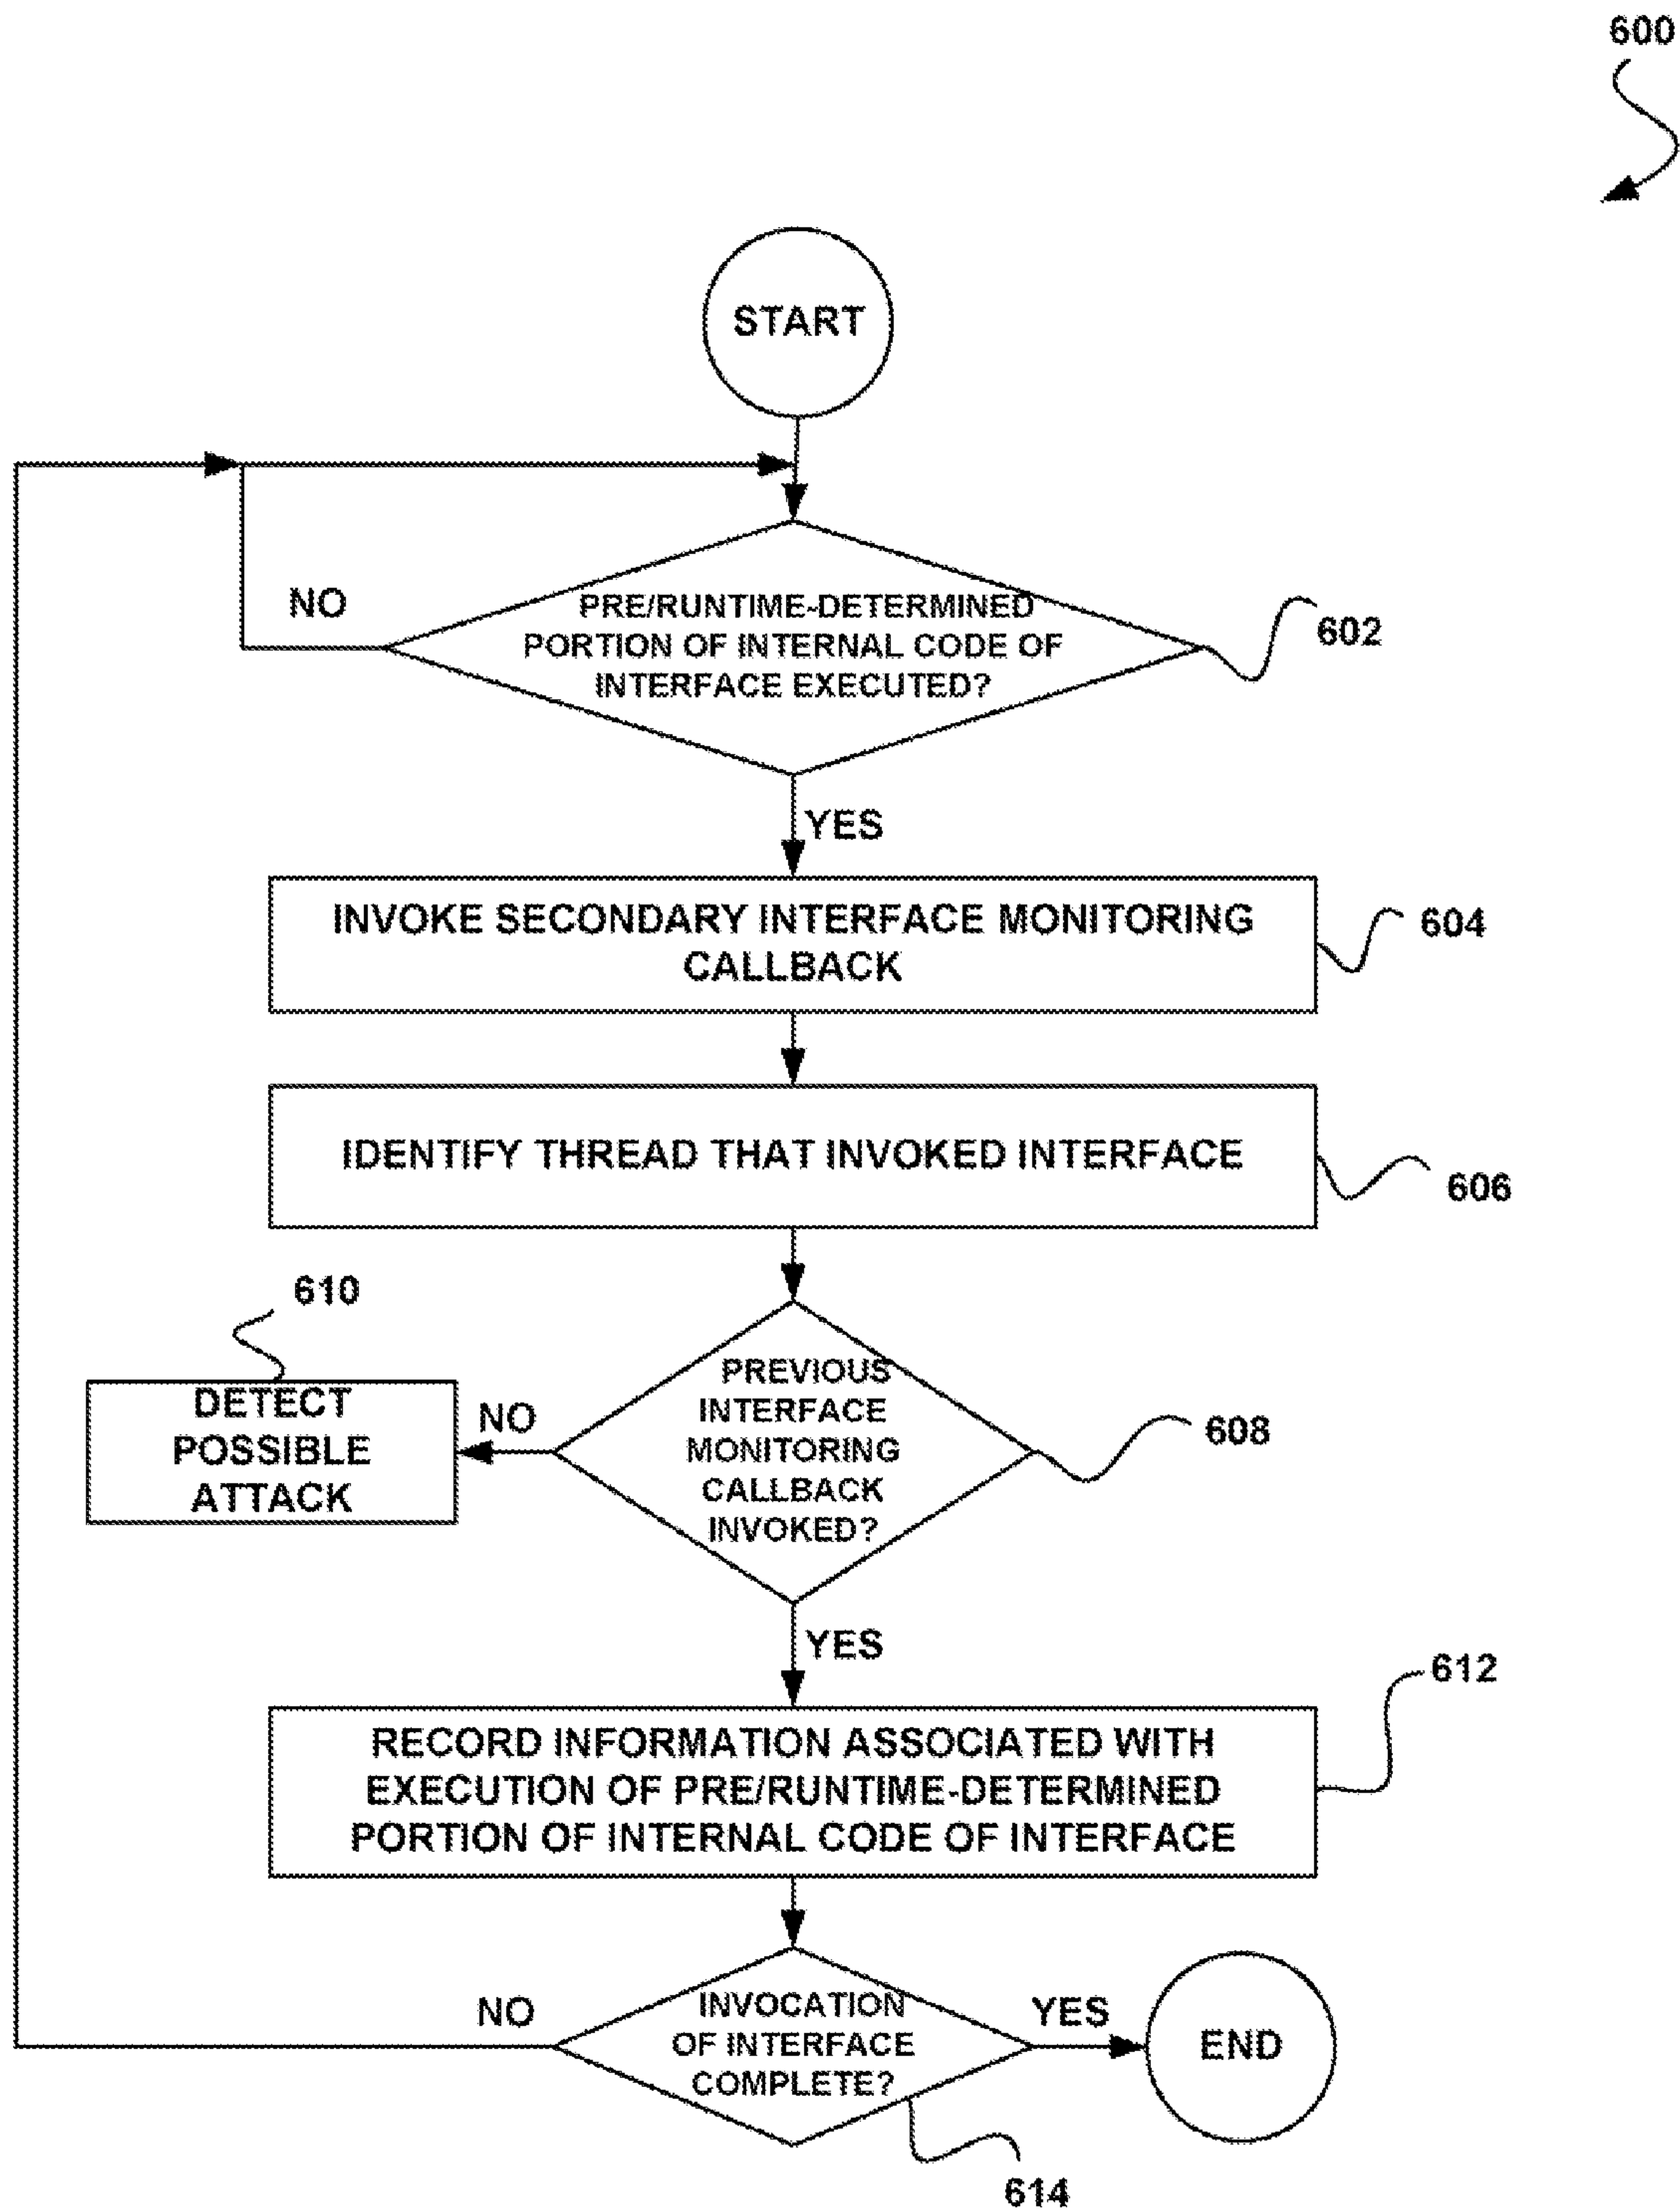 600
START
NO
PRE/RUNTIME-DETERMINED
PORTION OF INTERNAL CODE OF
INTERFACE EXECUTED?
602
YES
INVOKE SECONDARY INTERFACE MONITORING
CALLBACK
604
IDENTIFY THREAD THAT INVOKED INTERFACE
606
610
DETECT
POSSIBLE
ATTACK
NO
PREVIOUS
INTERFACE
MONITORING
CALLBACK
INVOKED?
608
YES
612
RECORD INFORMATION ASSOCIATED WITH
EXECUTION OF PRE/RUNTIME-DETERMINED
PORTION OF INTERNAL CODE OF INTERFACE
NO
INVOCATION
OF INTERFACE
COMPLETE?
YES
END
614